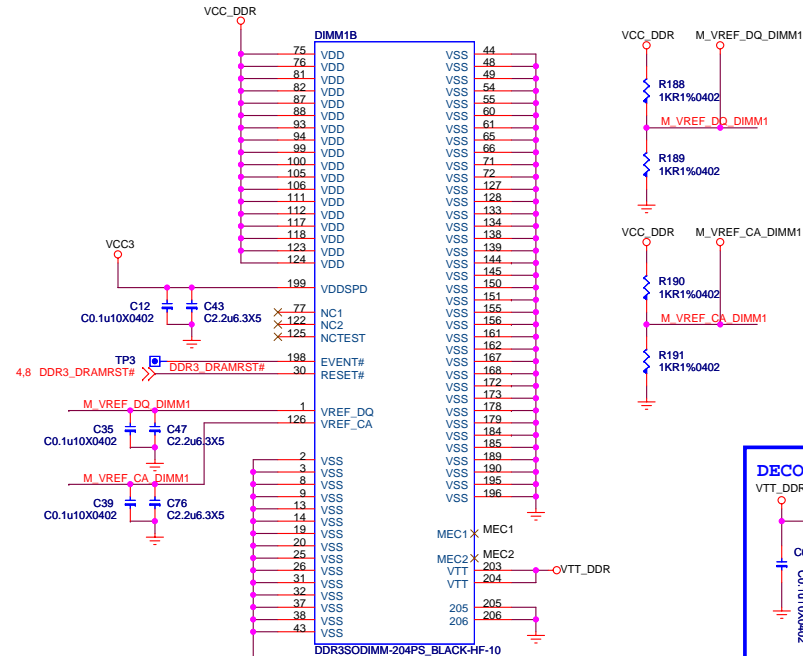 VCC_DDR
DIMM1B
75 VDD VSS 44
76 VDD VSS 48
81 VDD VSS 49
82 VDD VSS 54
87 VDD VSS 55
88 VDD VSS 60
93 VDD VSS 61
94 VDD VSS 65
99 VDD VSS 66
100 VDD VSS 71
105 VDD VSS 72
106 VDD VSS 127
111 VDD VSS 128
112 VDD VSS 133
117 VDD VSS 134
118 VDD VSS 138
123 VDD VSS 139
124 VDD VSS 144
VSS 145
199 VDDSPD VSS 150
VSS 151
77 NC1 VSS 155
122 NC2 VSS 156
125 NCTEST VSS 161
VSS 162
198 EVENT# VSS 167
30 RESET# VSS 168
VSS 172
VSS 173
1 VREF_DQ VSS 178
126 VREF_CA VSS 179
VSS 184
VSS 185
2 VSS VSS 189
3 VSS VSS 190
8 VSS VSS 195
9 VSS VSS 196
13 VSS
14 VSS
19 VSS MEC1 MEC1
20 VSS
25 VSS MEC2 MEC2
26 VSS VTT 203 VTT_DDR
31 VSS VTT 204
32 VSS
37 VSS 205 205
38 VSS 206 206
43 VSS
DDR3SODIMM-204PS_BLACK-HF-10
VCC3
C12
C0.1u10X0402
C43
C2.2u6.3X5
TP3
4,8 DDR3_DRAMRST#
DDR3_DRAMRST#
M_VREF_DQ_DIMM1
C35
C0.1u10X0402
C47
C2.2u6.3X5
M_VREF_CA_DIMM1
C39
C0.1u10X0402
C76
C2.2u6.3X5
VCC_DDR M_VREF_DQ_DIMM1
R188
1KR1%0402
M_VREF_DQ_DIMM1
R189
1KR1%0402
VCC_DDR M_VREF_CA_DIMM1
R190
1KR1%0402
M_VREF_CA_DIMM1
R191
1KR1%0402
DECO
VTT_DDR